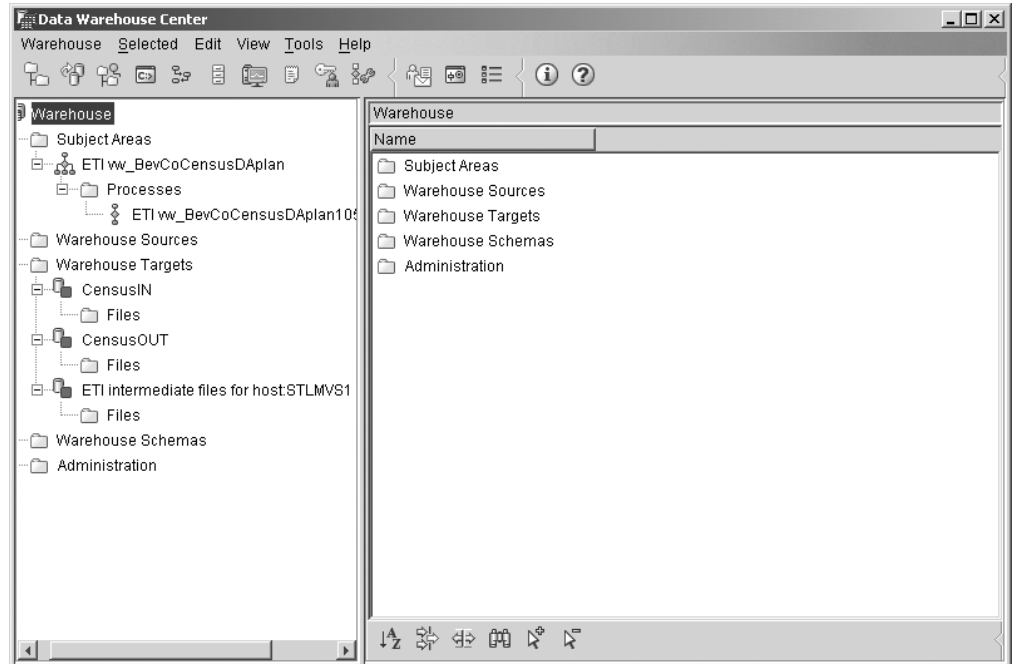 Data Warehouse Center
Warehouse Selected Edit View Tools Help
Warehouse
Subject Areas
ETI vw_BevCoCensusDAplan
Processes
ETI vw_BevCoCensusDAplan105
Warehouse Sources
Warehouse Targets
CensusIN
Files
CensusOUT
Files
ETI intermediate files for host:STLMVS1
Files
Warehouse Schemas
Administration
Warehouse
Name
Subject Areas
Warehouse Sources
Warehouse Targets
Warehouse Schemas
Administration